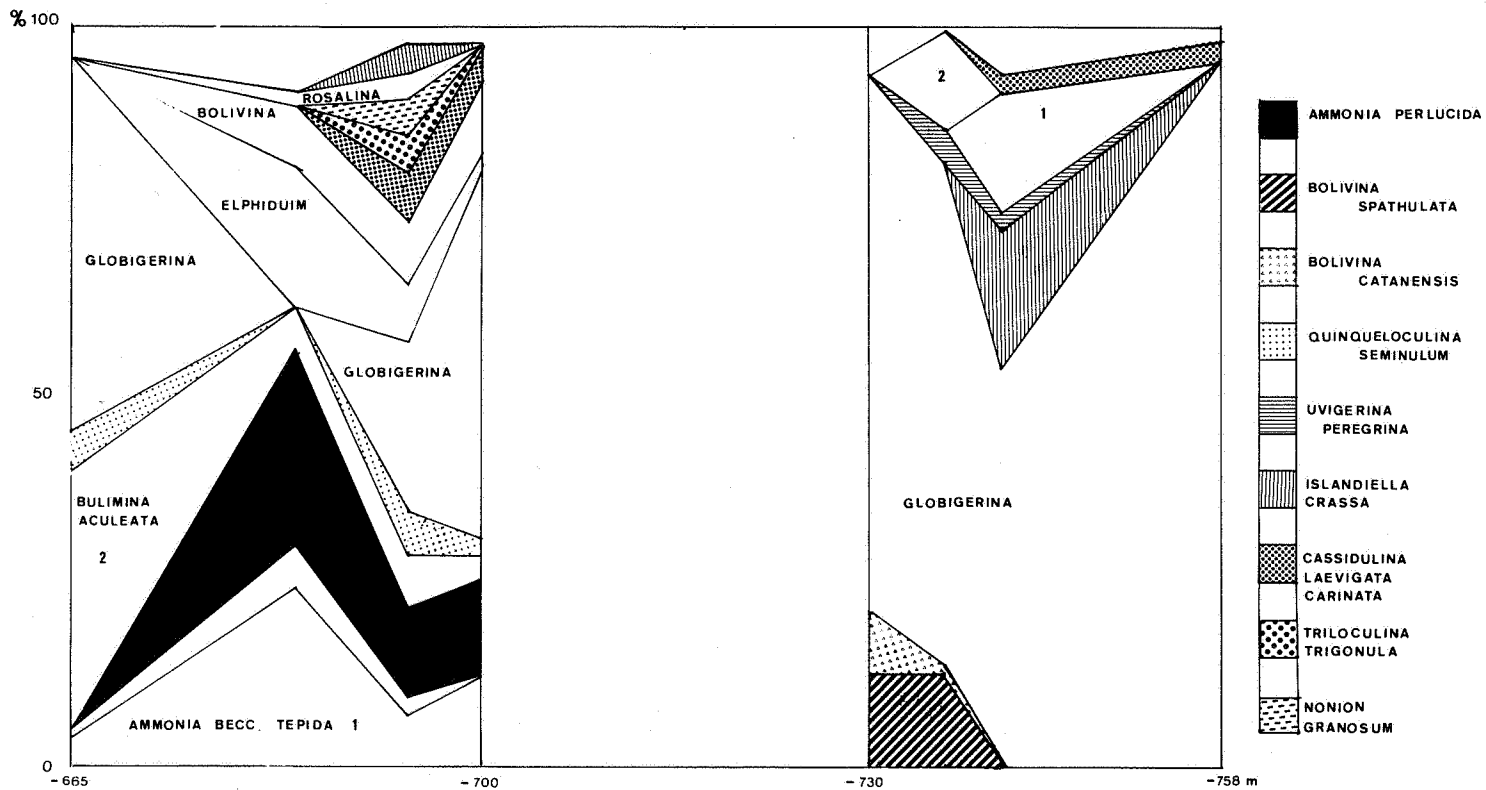 % 100
50
0
BOLIVINA
ROSALINA
ELPHIDUIM
GLOBIGERINA
GLOBIGERINA
BULIMINA
ACULEATA
2
AMMONIA BECC. TEPIDA 1
2
1
GLOBIGERINA
-665
-700
-730
-758 m
AMMONIA PERLUCIDA
BOLIVINA
SPATHULATA
BOLIVINA
CATANENSIS
QUINQUELOCULINA
SEMINULUM
UVIGERINA
PEREGRINA
ISLANDIELLA
CRASSA
CASSIDULINA
LAEVIGATA
CARINATA
TRILOCULINA
TRIGONULA
NONION
GRANOSUM